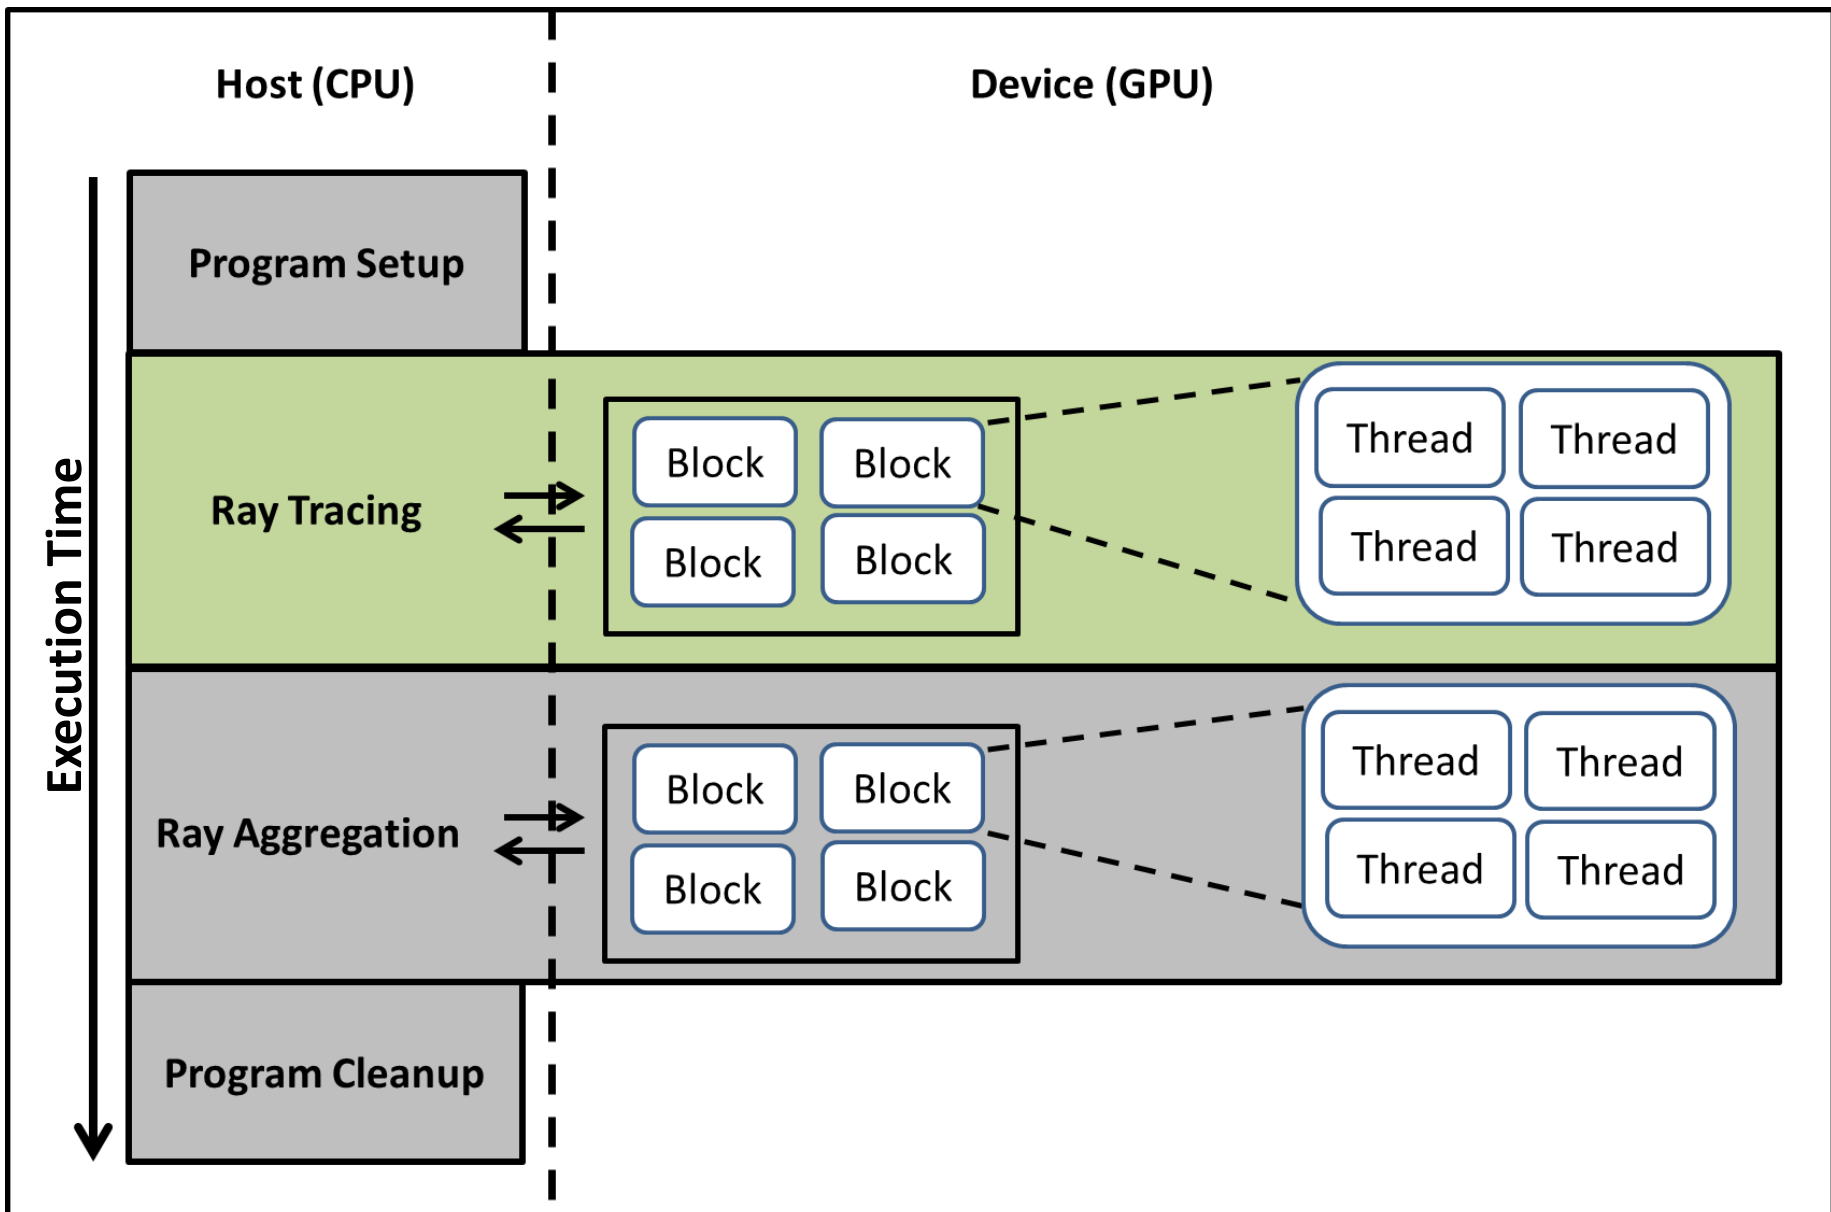 Host (CPU)
Device (GPU)
Execution Time
Program Setup
Ray Tracing
Block
Block
Block
Block
Thread
Thread
Thread
Thread
Ray Aggregation
Block
Block
Block
Block
Thread
Thread
Thread
Thread
Program Cleanup